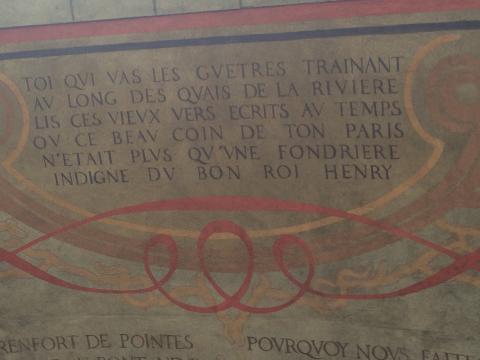 TOI QVI VAS LES GVETRES TRAINANT
AV LONG DES QVAIS DE LA RIVIERE
LIS CES VIEVX VERS ECRITS AV TEMPS
OV CE BEAV COIN DE TON PARIS
N'ETAIT PLVS QV'VNE FONDRIERE
INDIGNE DV BON ROI HENRY
RENFORT DE POINTES
POVRQVOY NOVS